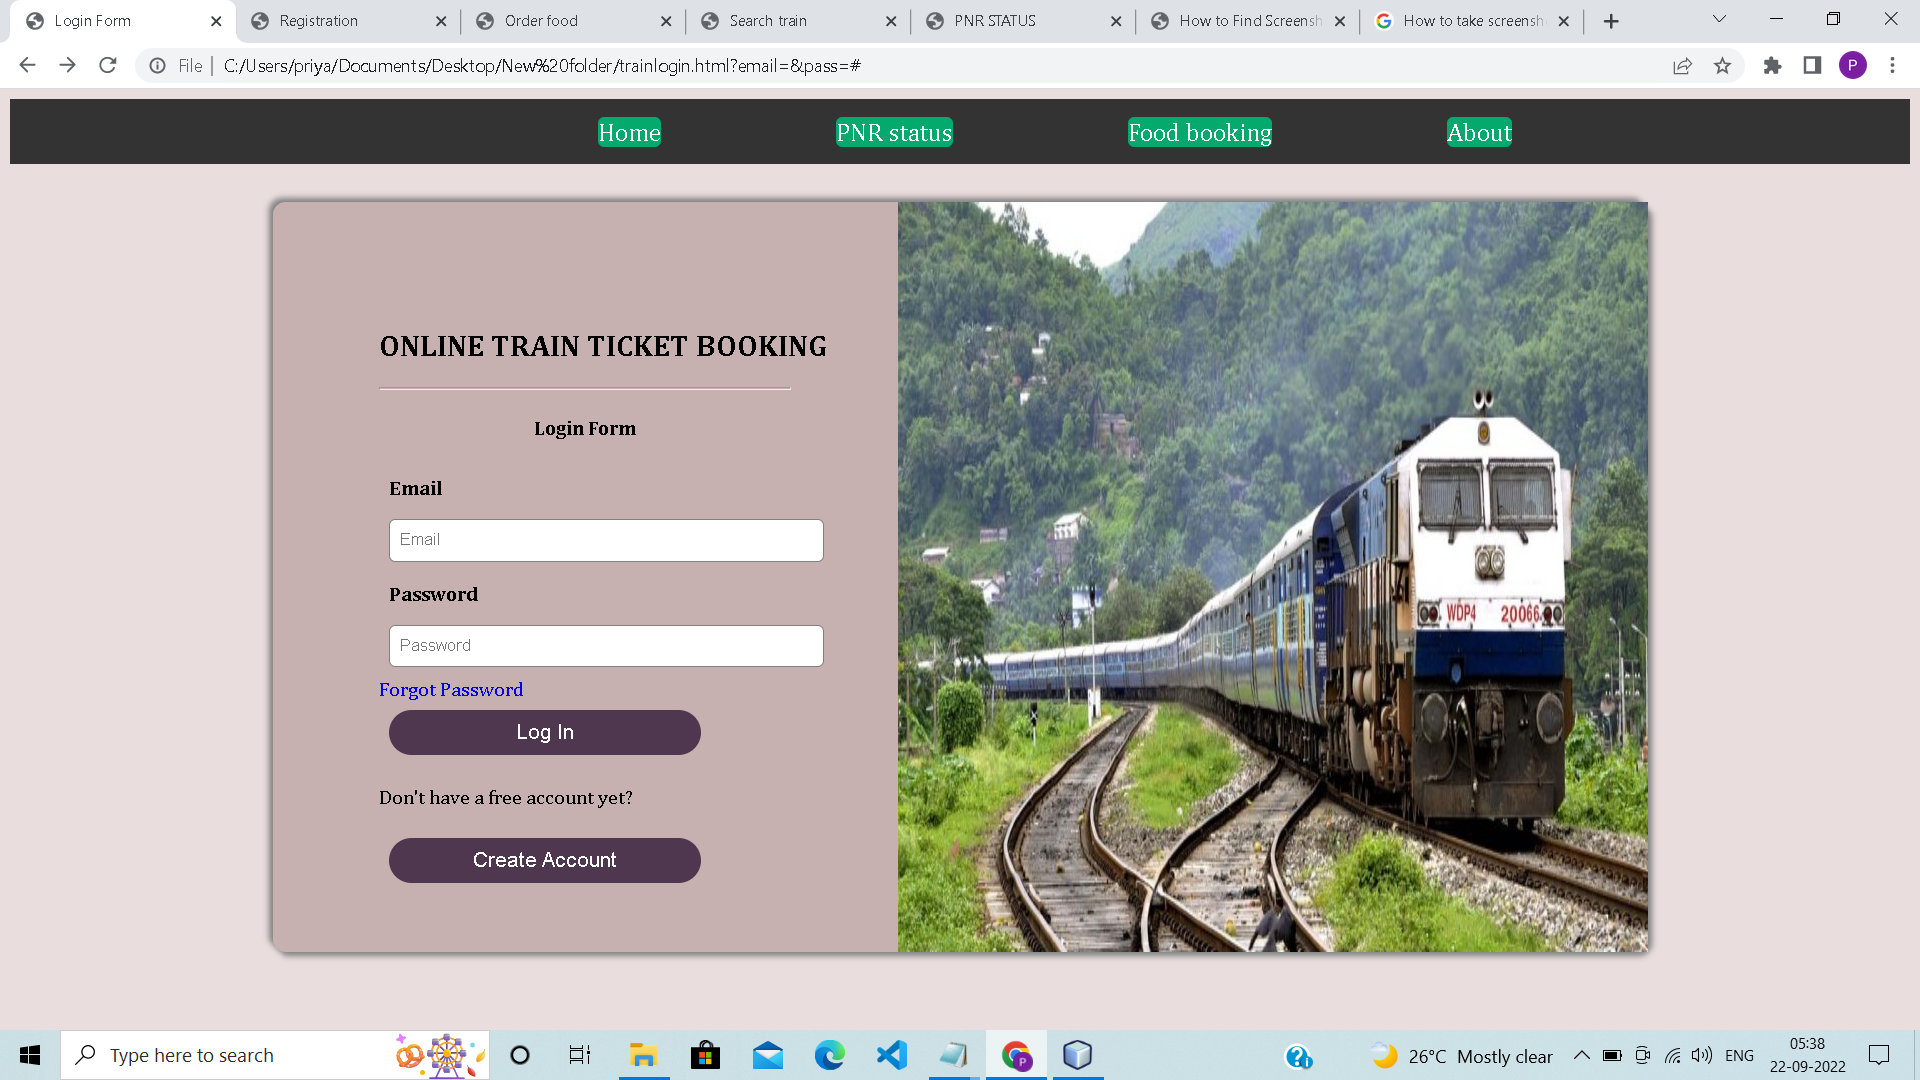 Login Form
Registration
Order food
Search train
PNR STATUS
How to Find Screensh
How to take screensh
File
C:/Users/priya/Documents/Desktop/New%20folder/trainlogin.html?email=&pass=#
P
Home
PNR status
Food booking
About
ONLINE TRAIN TICKET BOOKING
Login Form
Email
Email
Password
Password
Forgot Password
Log In
Don't have a free account yet?
Create Account
WDP4 20066
Type here to search
P
26°C Mostly clear
ENG
05:38
22-09-2022